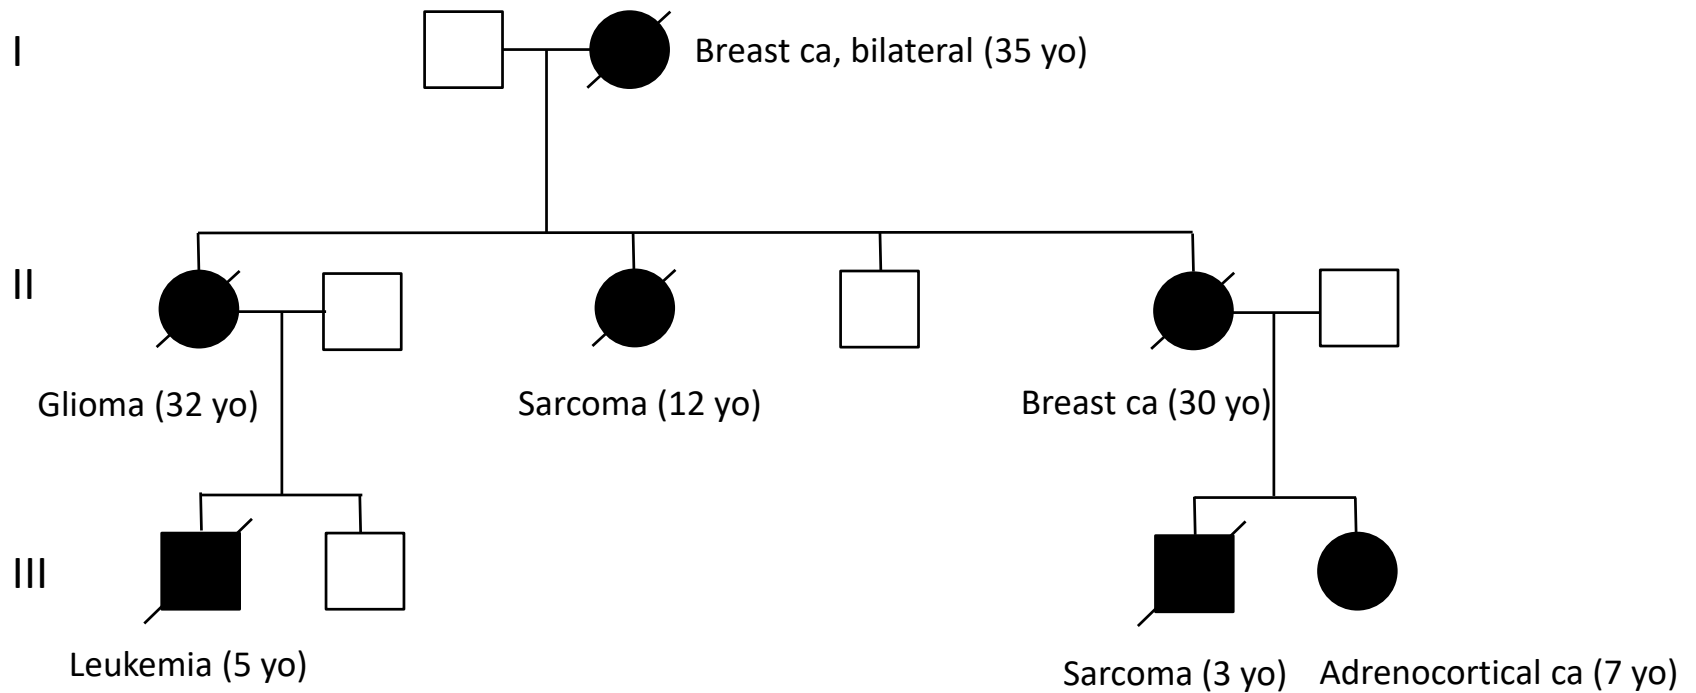 I
Breast ca, bilateral (35 yo)
II
Glioma (32 yo)
Sarcoma (12 yo)
Breast ca (30 yo)
III
Leukemia (5 yo)
Sarcoma (3 yo)
Adrenocortical ca (7 yo)